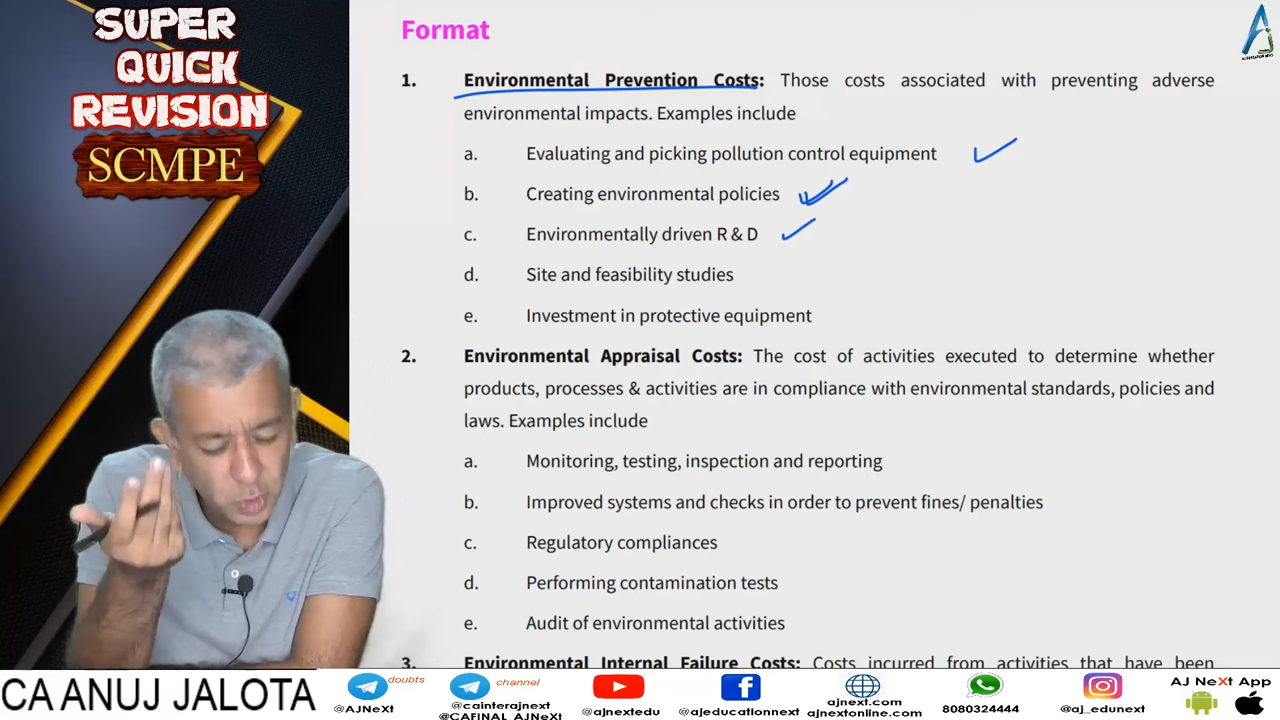 SUPER
QUICK
REVISION
SCMPE
Format
1. Environmental Prevention Costs: Those costs associated with preventing adverse
environmental impacts. Examples include
a. Evaluating and picking pollution control equipment
b. Creating environmental policies
c. Environmentally driven R & D
d. Site and feasibility studies
e. Investment in protective equipment
2. Environmental Appraisal Costs: The cost of activities executed to determine whether
products, processes & activities are in compliance with environmental standards, policies and
laws. Examples include
a. Monitoring, testing, inspection and reporting
b. Improved systems and checks in order to prevent fines/ penalties
c. Regulatory compliances
d. Performing contamination tests
e. Audit of environmental activities
3. Environmental Internal Failure Costs: Costs incurred from activities that have been
CA ANUJ JALOTA
doubts
@AJNeXt
channel
@cainterajnext
@CAFINAL_AJNeXt
@ajnextedu
@ajeducationnext
ajnext.com
ajnextonline.com
8080324444
@aj_edunext
AJ NeXt App